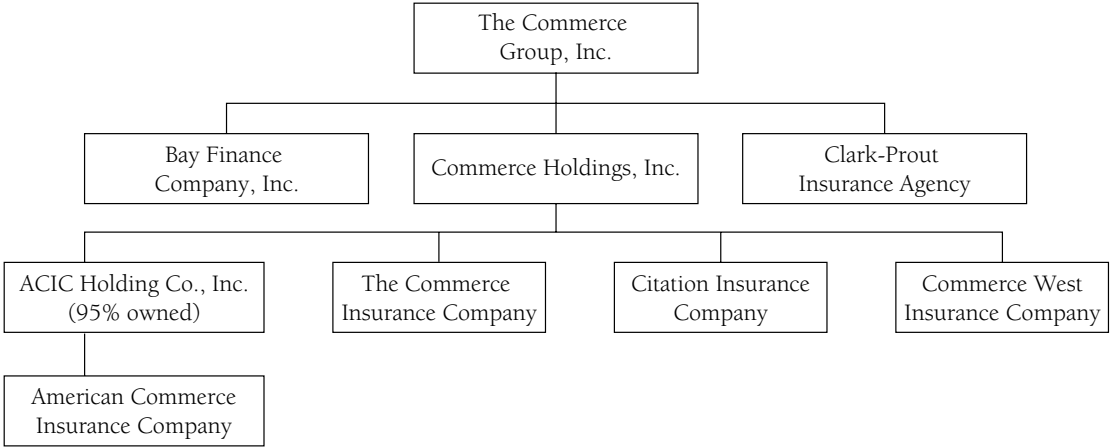 The Commerce
Group, Inc.
Bay Finance
Company, Inc.
Commerce Holdings, Inc.
Clark-Prout
Insurance Agency
ACIC Holding Co., Inc.
(95% owned)
The Commerce
Insurance Company
Citation Insurance
Company
Commerce West
Insurance Company
American Commerce
Insurance Company